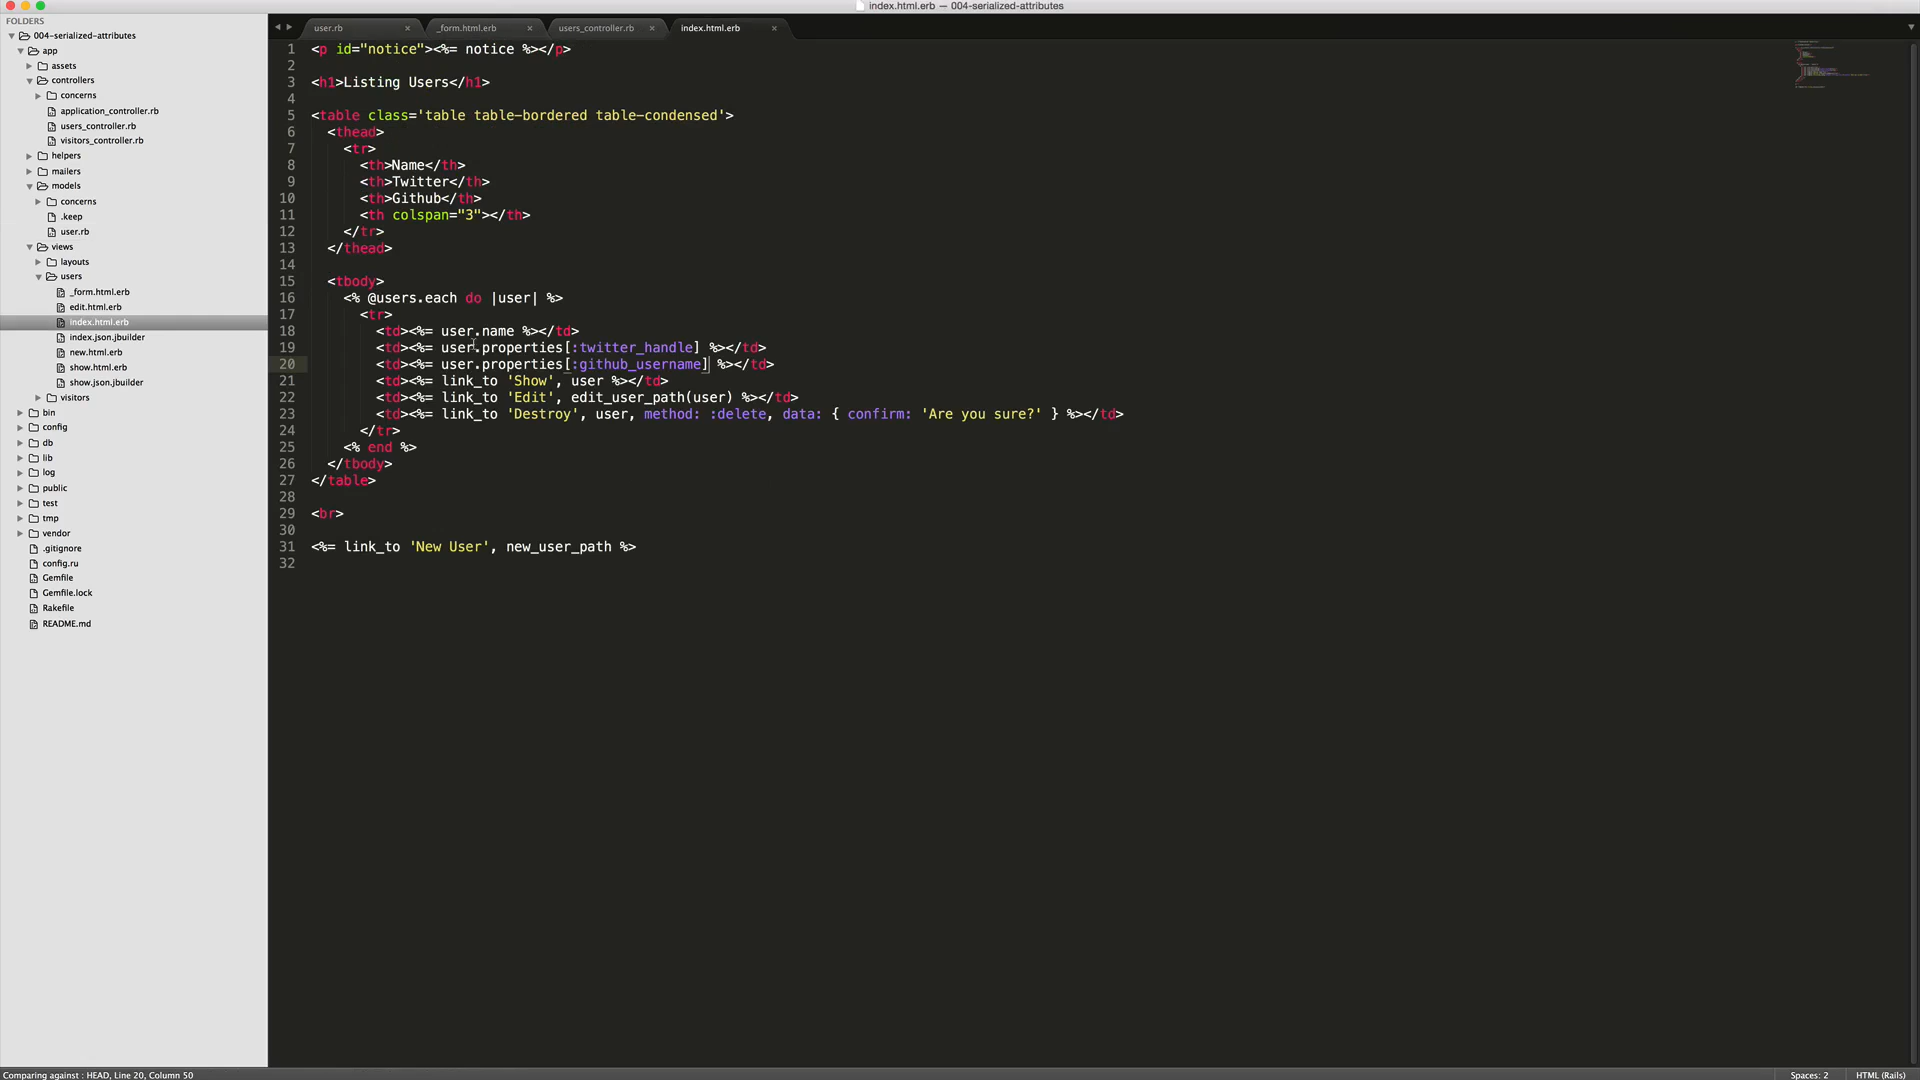 index.html.erb — 004-serialized-attributes
FOLDERS
004-serialized-attributes
app
assets
controllers
concerns
application_controller.rb
users_controller.rb
visitors_controller.rb
helpers
mailers
models
concerns
.keep
user.rb
views
layouts
users
_form.html.erb
edit.html.erb
index.html.erb
index.json.jbuilder
new.html.erb
show.html.erb
show.json.jbuilder
visitors
bin
config
db
lib
log
public
test
tmp
vendor
.gitignore
config.ru
Gemfile
Gemfile.lock
Rakefile
README.md
user.rb × _form.html.erb × users_controller.rb × index.html.erb ×
1 <p id="notice"><%= notice %></p>
2
3 <h1>Listing Users</h1>
4
5 <table class='table table-bordered table-condensed'>
6 <thead>
7 <tr>
8 <th>Name</th>
9 <th>Twitter</th>
10 <th>Github</th>
11 <th colspan="3"></th>
12 </tr>
13 </thead>
14
15 <tbody>
16 <% @users.each do |user| %>
17 <tr>
18 <td><%= user.name %></td>
19 <td><%= user.properties[:twitter_handle] %></td>
20 <td><%= user.properties[:github_username] %></td>
21 <td><%= link_to 'Show', user %></td>
22 <td><%= link_to 'Edit', edit_user_path(user) %></td>
23 <td><%= link_to 'Destroy', user, method: :delete, data: { confirm: 'Are you sure?' } %></td>
24 </tr>
25 <% end %>
26 </tbody>
27 </table>
28
29 <br>
30
31 <%= link_to 'New User', new_user_path %>
32
Comparing against : HEAD, Line 20, Column 50
Spaces: 2
HTML (Rails)